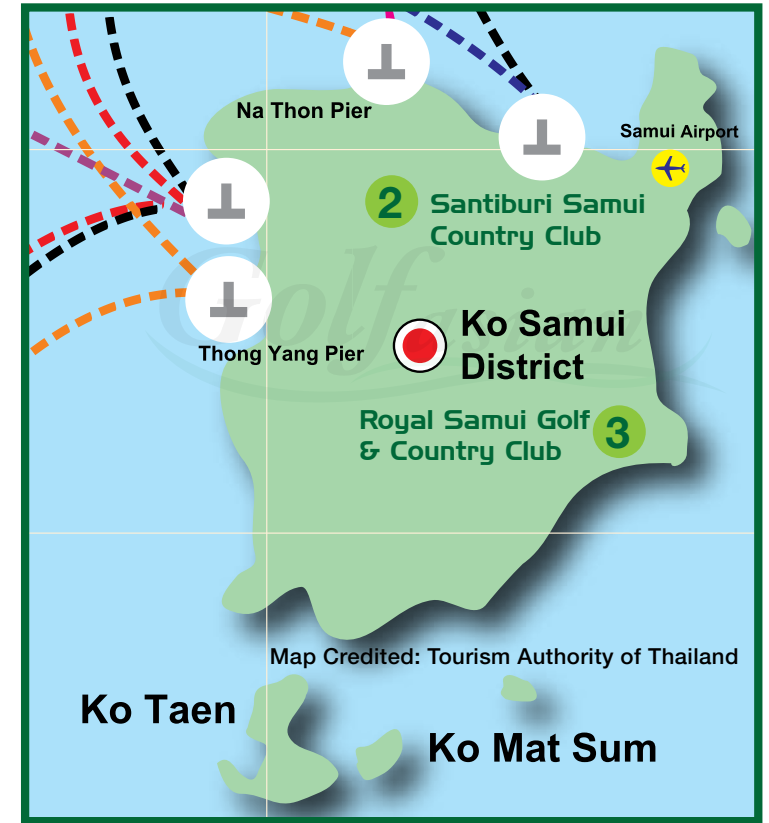 Na Thon Pier
Samui Airport
2
Santiburi Samui
Country Club
Golfasian
Thong Yang Pier
Ko Samui
District
Royal Samui Golf
& Country Club
3
Map Credited: Tourism Authority of Thailand
Ko Taen
Ko Mat Sum